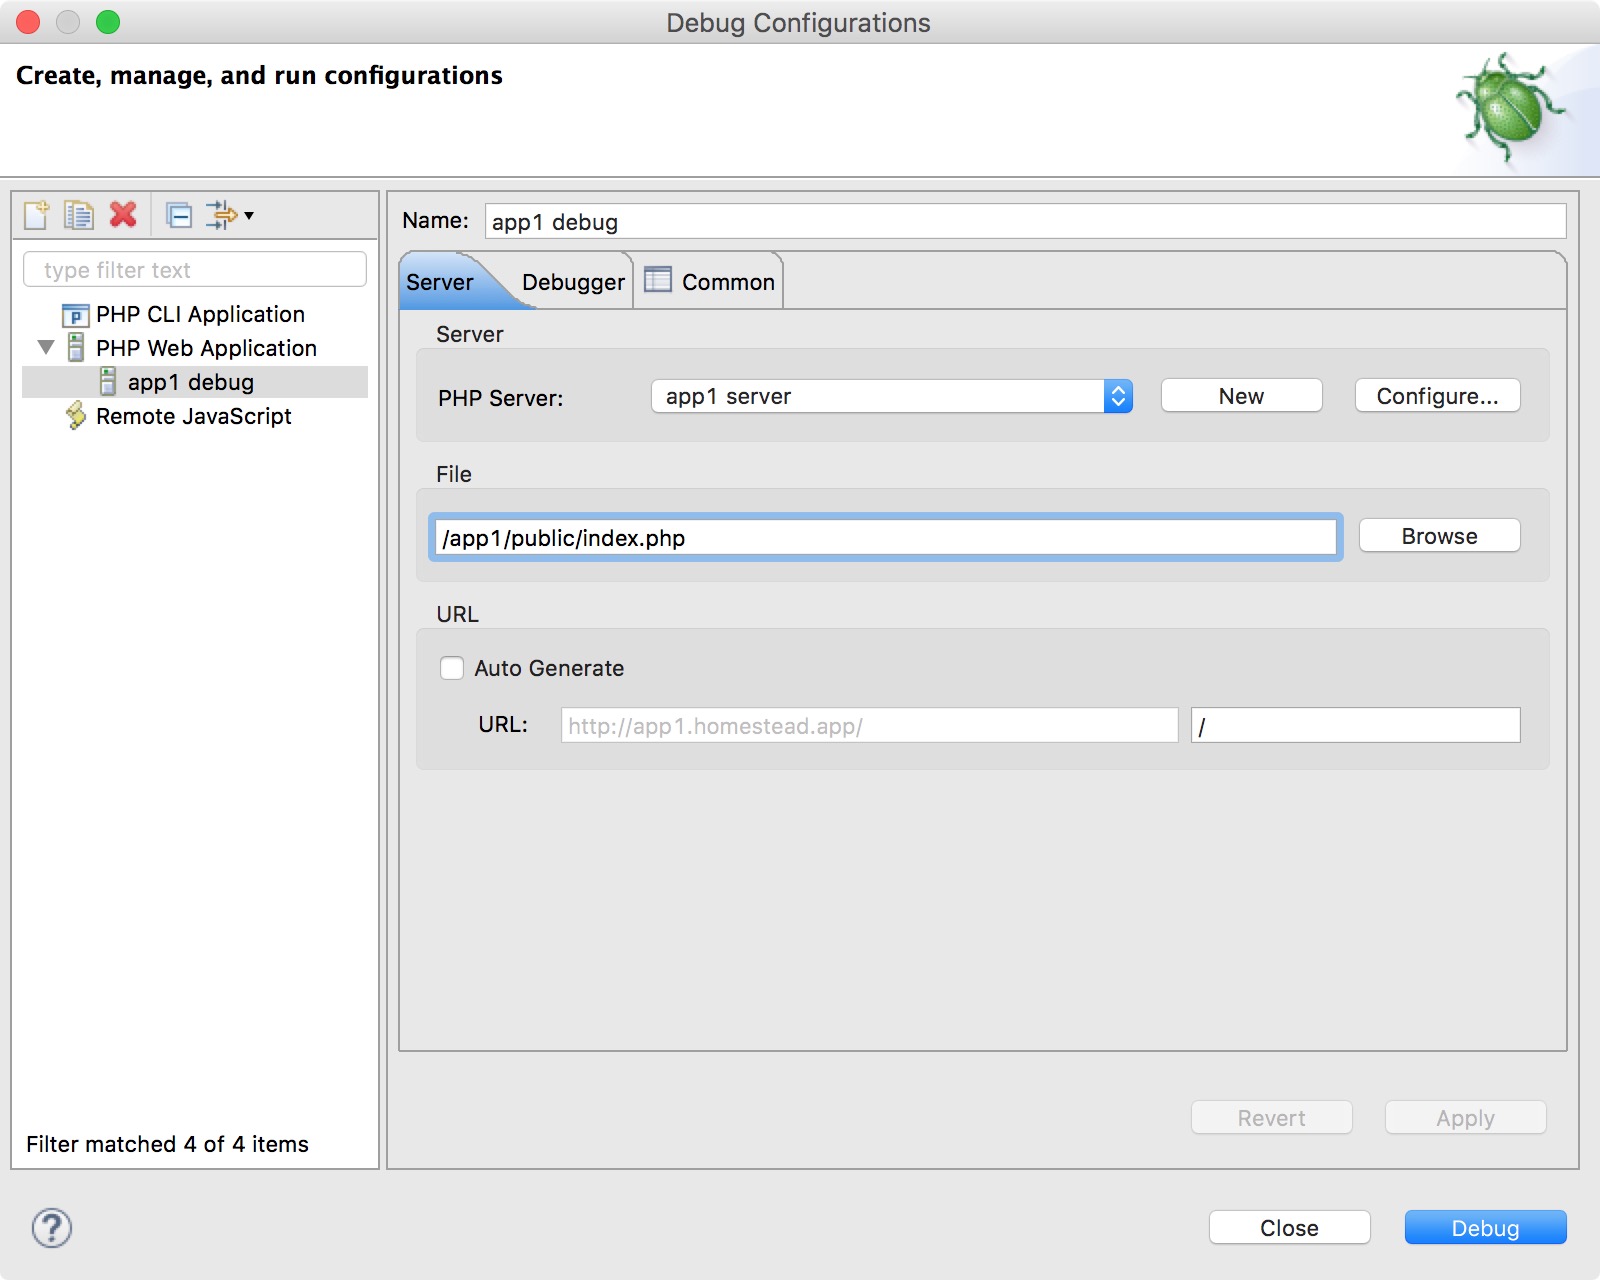 Debug Configurations
Create, manage, and run configurations
type filter text
P PHP CLI Application
PHP Web Application
app1 debug
Remote JavaScript
Filter matched 4 of 4 items
Name: app1 debug
Server Debugger Common
Server
PHP Server: app1 server New Configure...
File
/app1/public/index.php Browse
URL
Auto Generate
URL: http://app1.homestead.app/ /
Revert Apply
? Close Debug